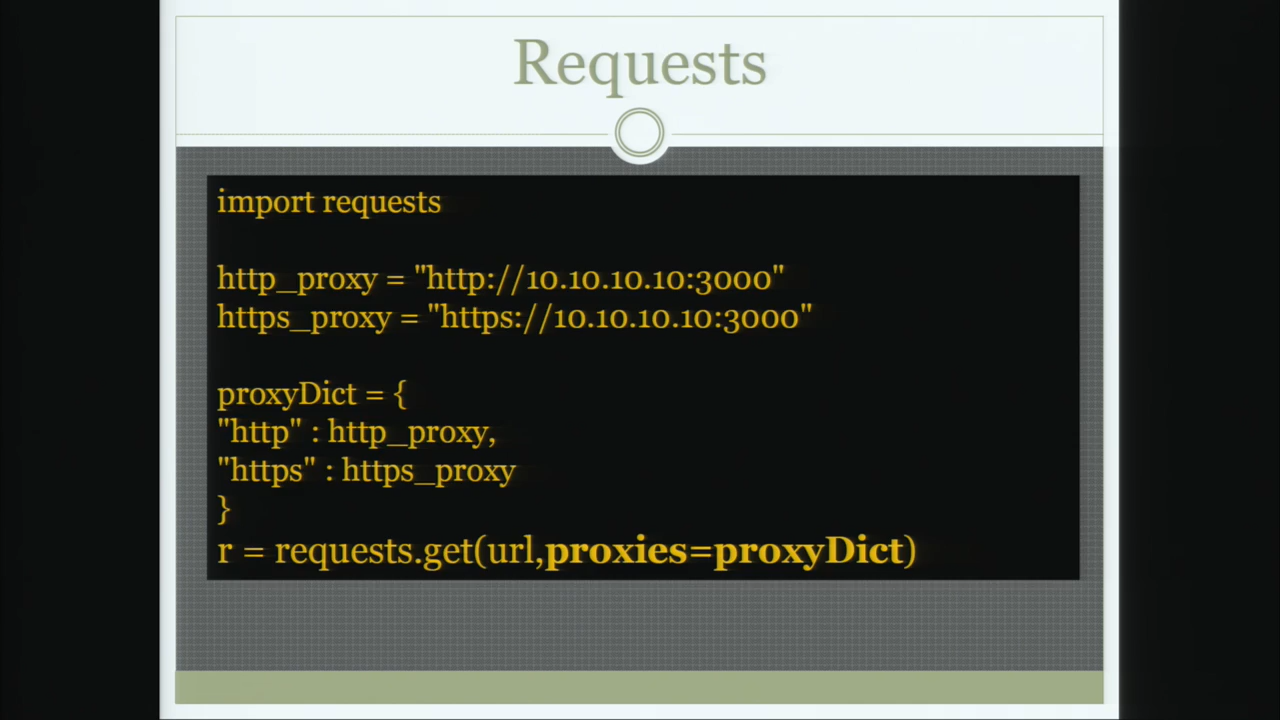 Requests
import requests
http_proxy = "http://10.10.10.10:3000"
https_proxy = "https://10.10.10.10:3000"
proxyDict = {
"http" : http_proxy,
"https" : https_proxy
}
r = requests.get(url,proxies=proxyDict)